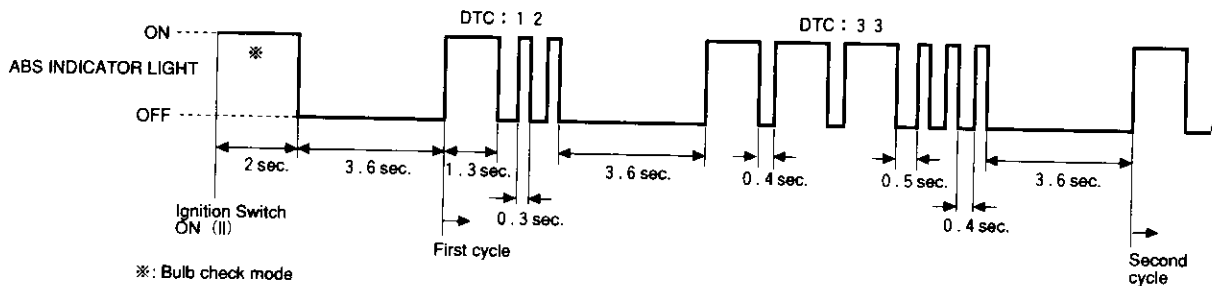 DTC : 1 2
DTC : 3 3
ON
※
ABS INDICATOR LIGHT
OFF
2 sec.
3.6 sec.
1.3 sec.
3.6 sec.
0.4 sec.
0.5 sec.
3.6 sec.
0.3 sec.
0.4 sec.
Ignition Switch
ON (II)
First cycle
Second
cycle
※: Bulb check mode